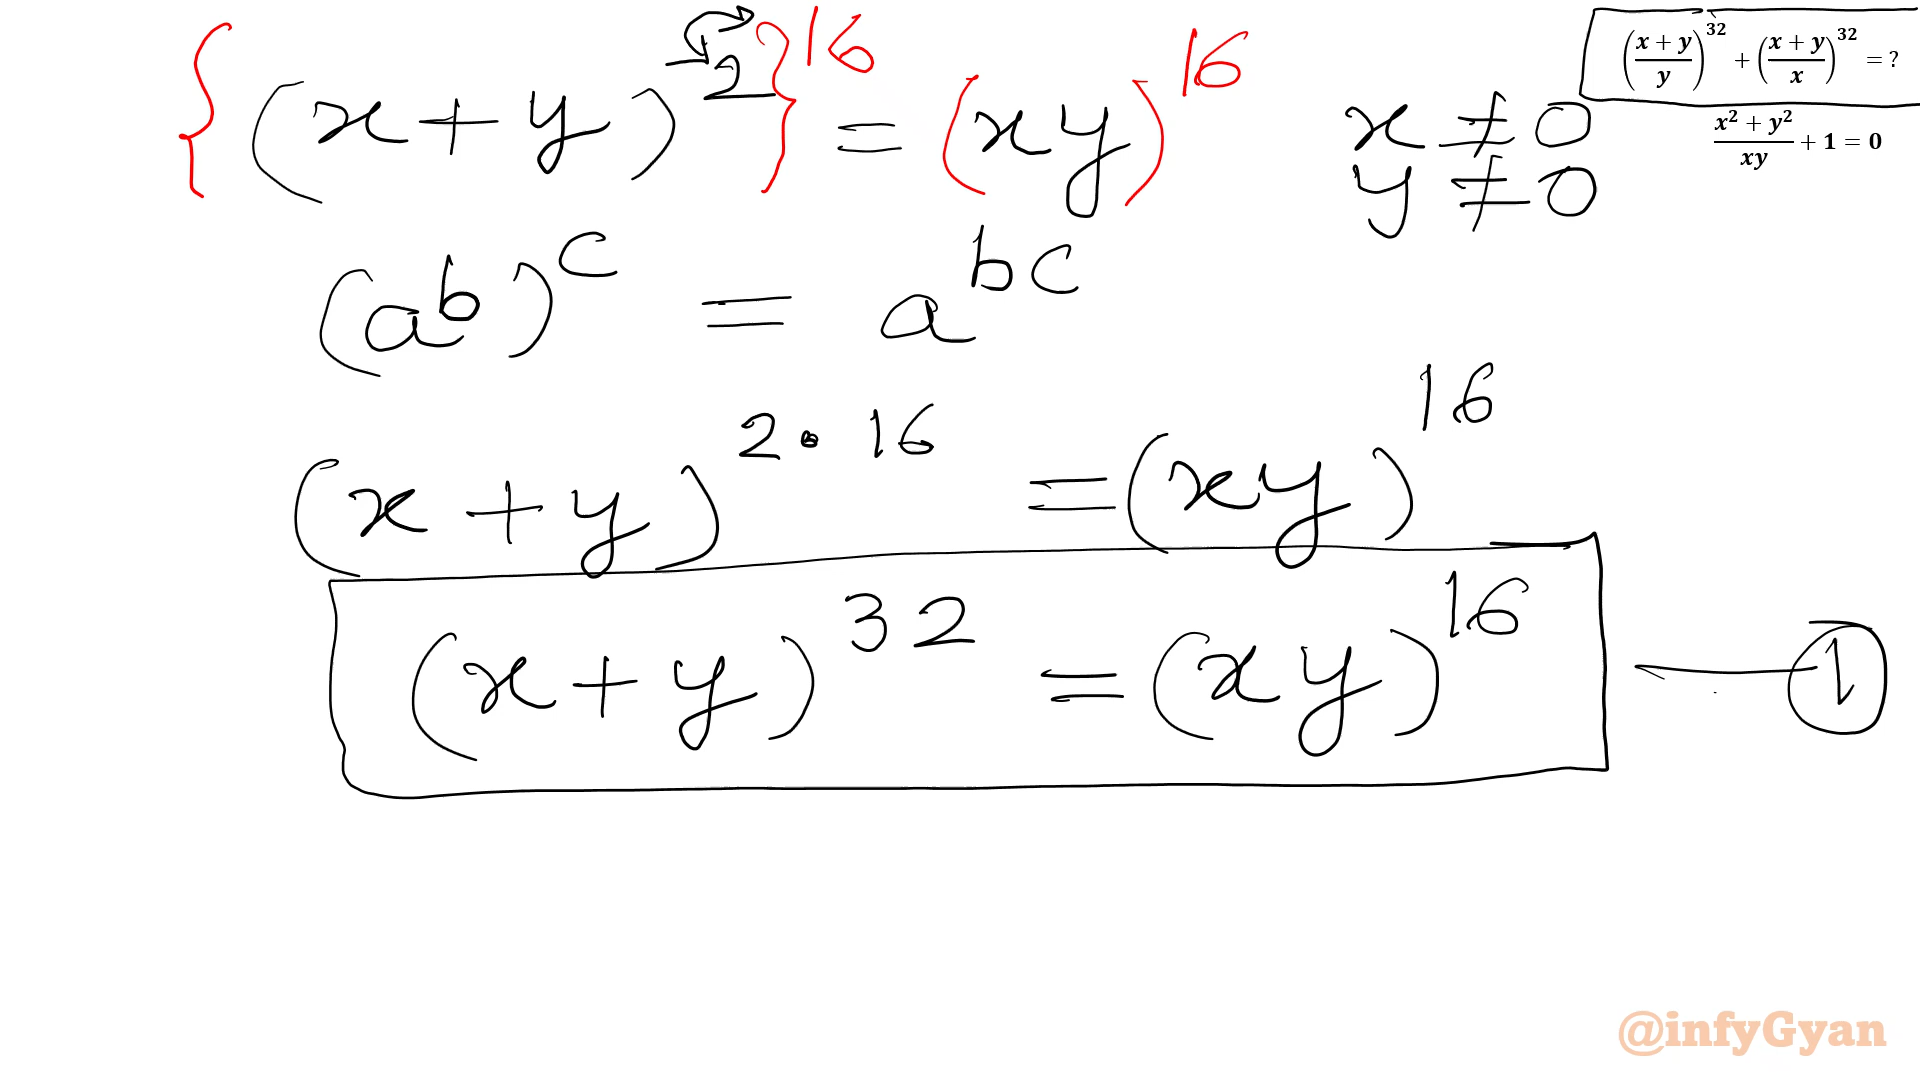 {(x + y)^2}^16 = (xy)^16
x ≠ 0
y ≠ 0
((x + y)/y)^32 + ((x + y)/x)^32 = ?
(x² + y²)/xy + 1 = 0
(a^b)^c = a^bc
(x + y)^2·16 = (xy)^16
(x + y)^32 = (xy)^16 — 1
@infyGyan